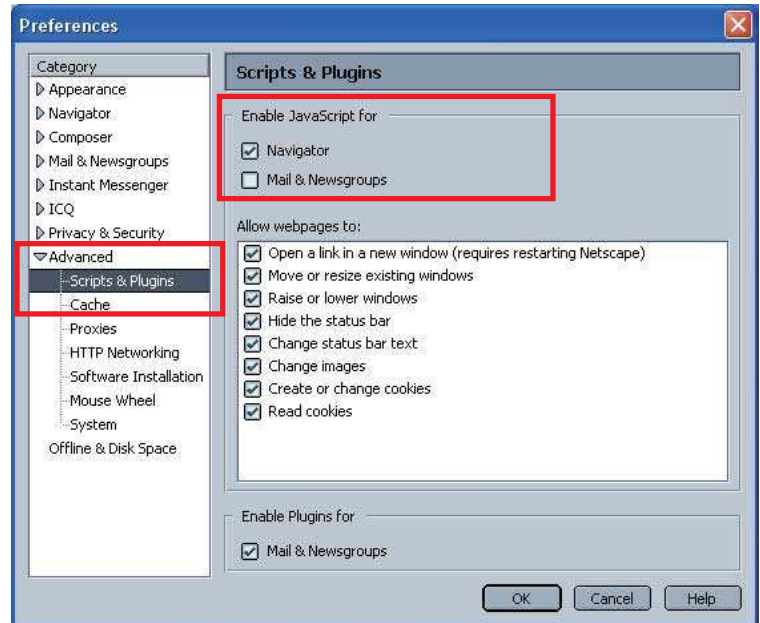 Preferences
Category
Appearance
Navigator
Composer
Mail & Newsgroups
Instant Messenger
ICQ
Privacy & Security
Advanced
Scripts & Plugins
Cache
Proxies
HTTP Networking
Software Installation
Mouse Wheel
System
Offline & Disk Space
Scripts & Plugins
Enable JavaScript for
Navigator
Mail & Newsgroups
Allow webpages to:
Open a link in a new window (requires restarting Netscape)
Move or resize existing windows
Raise or lower windows
Hide the status bar
Change status bar text
Change images
Create or change cookies
Read cookies
Enable Plugins for
Mail & Newsgroups
OK Cancel Help